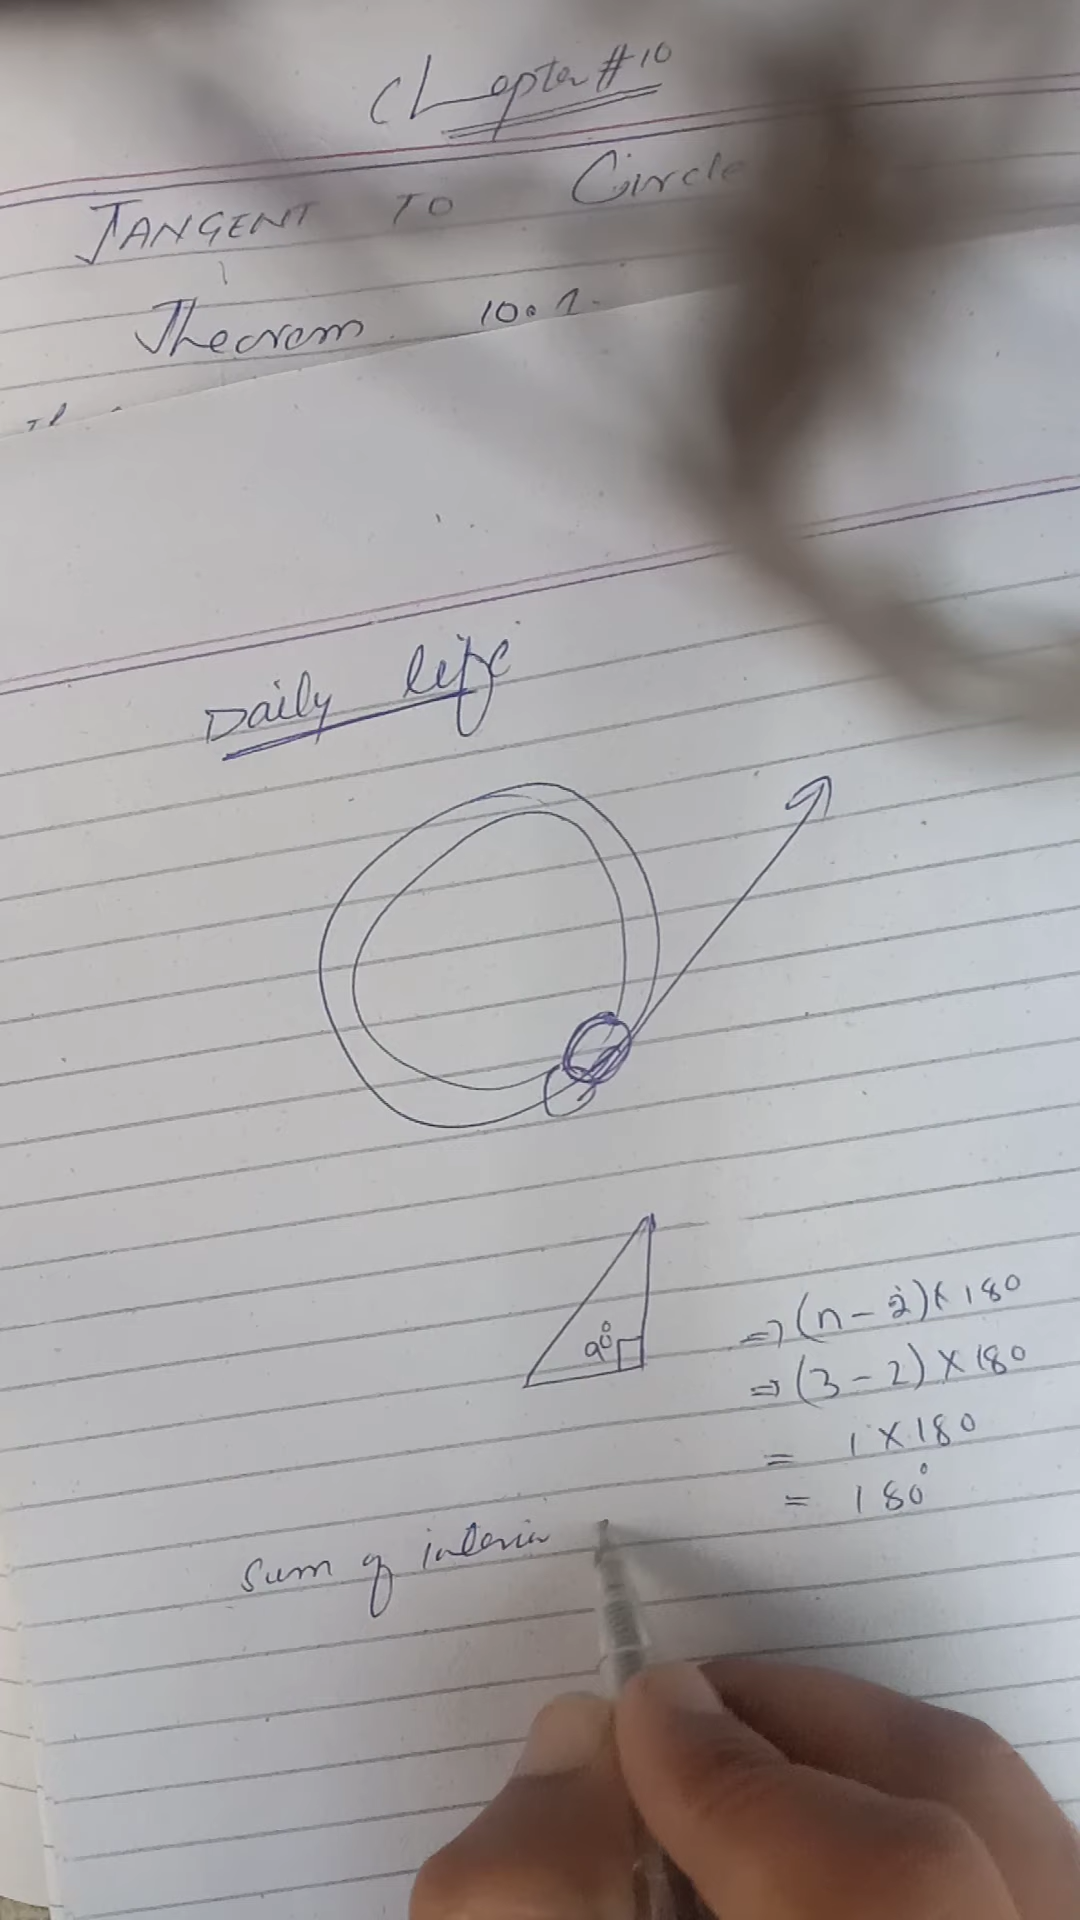 Chapter # 10
TANGENT TO Circle
Theorem 10.1
Daily life
90°
=> (n - 2) × 180
=> (3 - 2) × 180
= 1 × 180
= 180°
Sum of interior